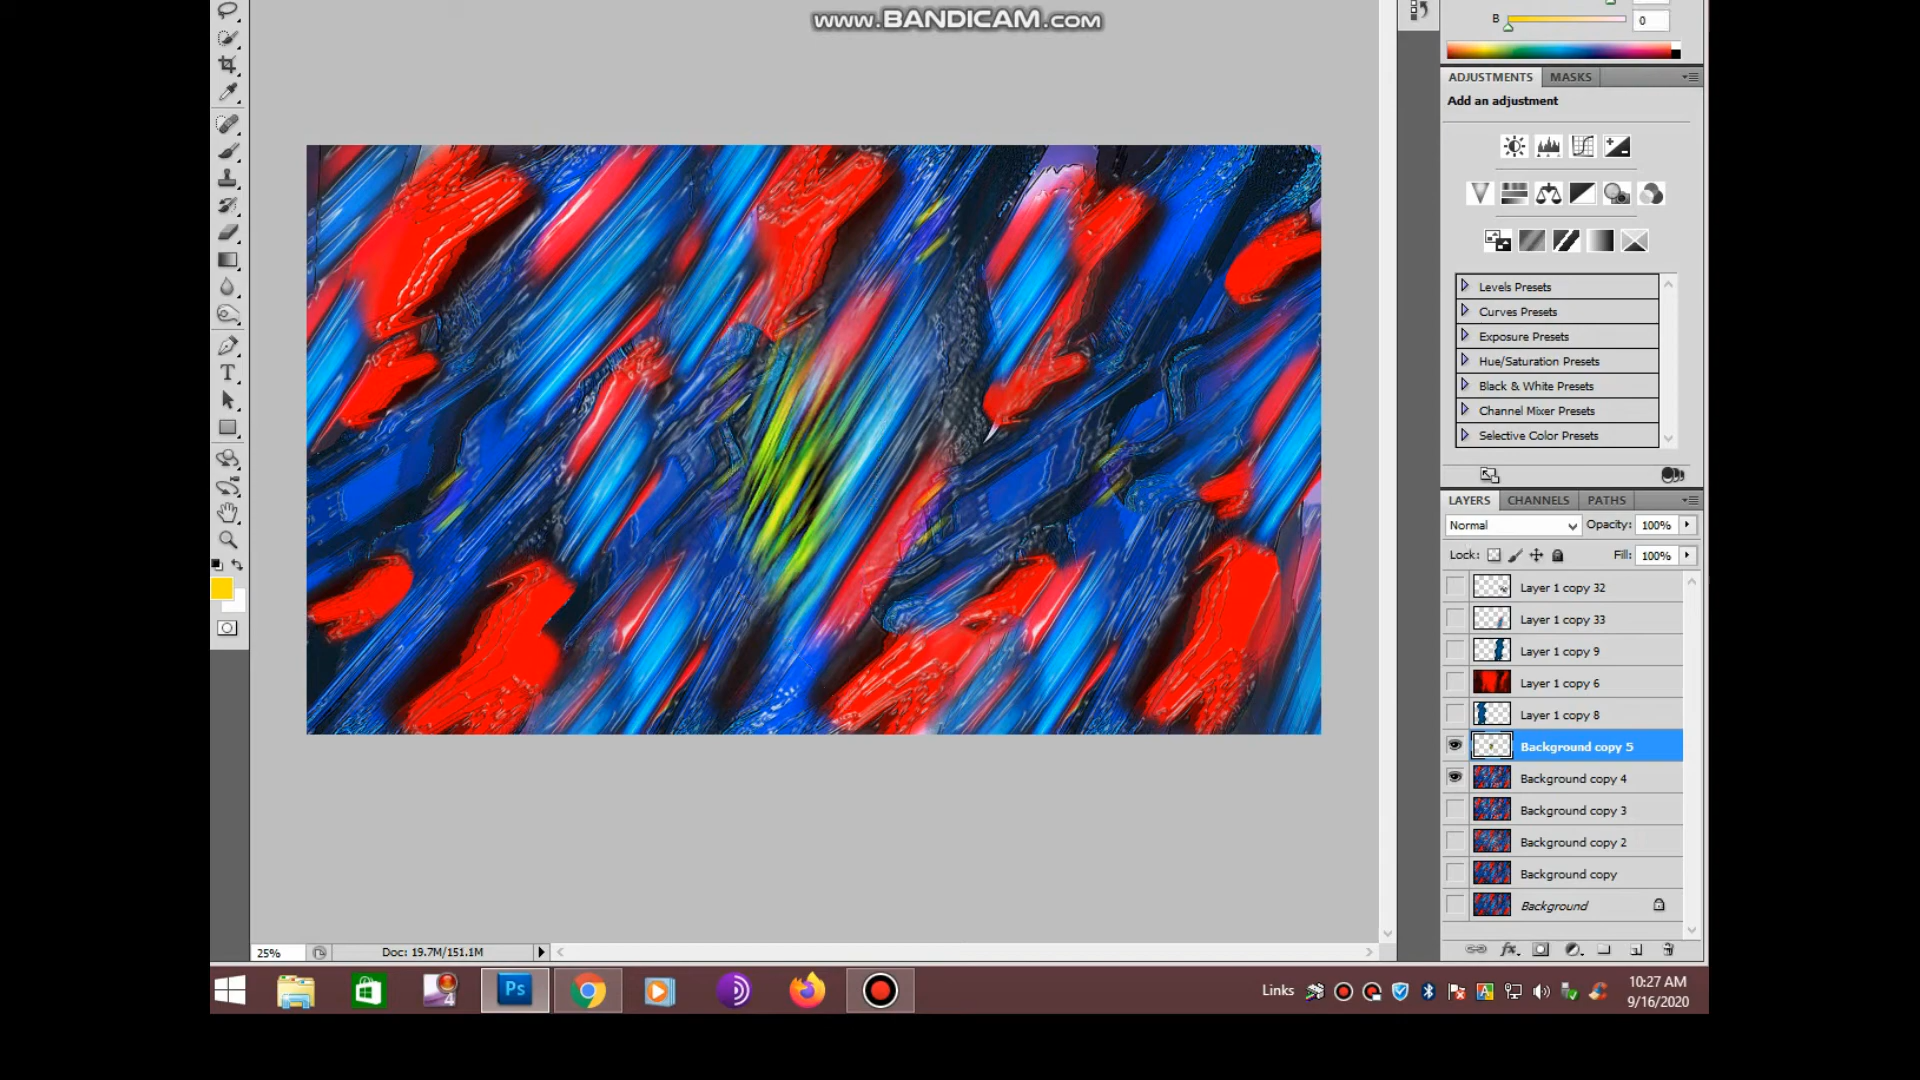 www.BANDICAM.com
B
0
ADJUSTMENTS
MASKS
Add an adjustment
Levels Presets
Curves Presets
Exposure Presets
Hue/Saturation Presets
Black & White Presets
Channel Mixer Presets
Selective Color Presets
LAYERS
CHANNELS
PATHS
Normal
Opacity: 100%
Lock:
Fill: 100%
Layer 1 copy 32
Layer 1 copy 33
Layer 1 copy 9
Layer 1 copy 6
Layer 1 copy 8
Background copy 5
Background copy 4
Background copy 3
Background copy 2
Background copy
Background
T
fx
25%
Doc: 19.7M/151.1M
4
Ps
Links
A
10:27 AM
9/16/2020